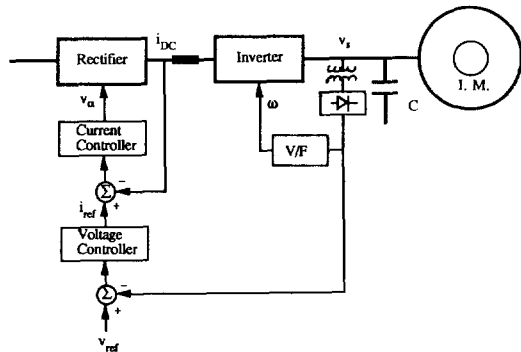 i_DC
v_s
Rectifier
Inverter
I. M.
v_α
ω
C
Current
Controller
V/F
−
Σ
+
i_ref
Voltage
Controller
−
Σ
+
v_ref